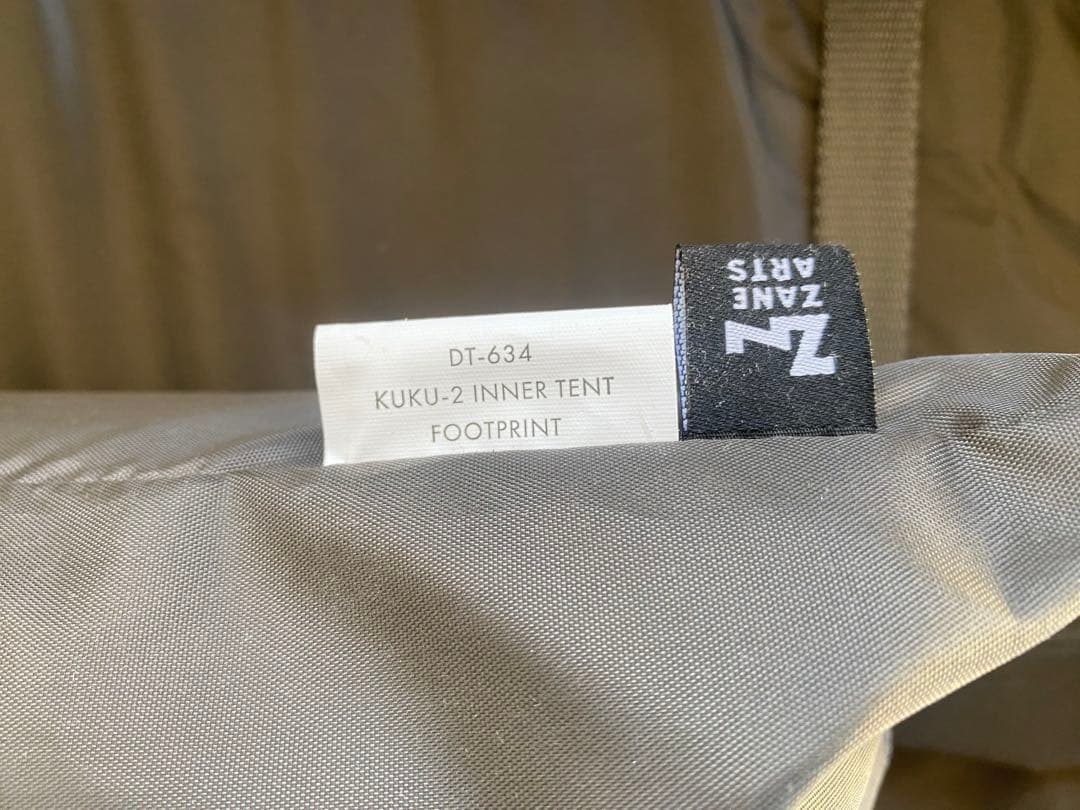 DT-634
KUKU-2 INNER TENT
FOOTPRINT
ZANE
ARTS